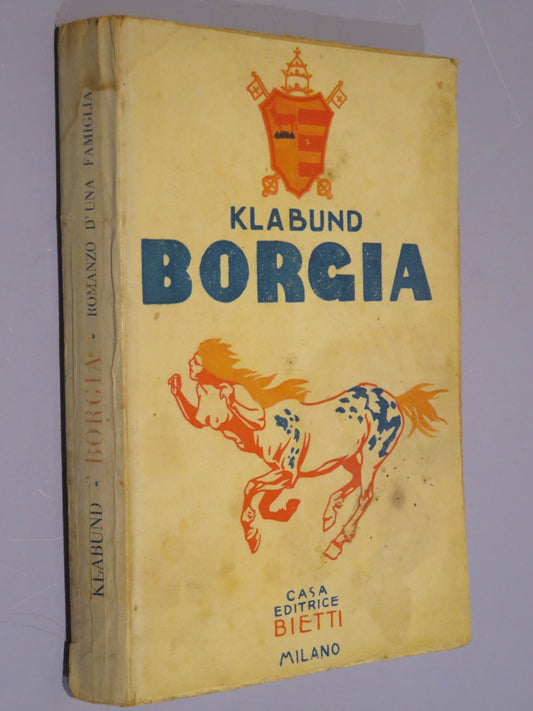 KLABUND
BORGIA
CASA
EDITRICE
BIETTI
MILANO
KLABUND - BORGIA - ROMANZO D'UNA FAMIGLIA